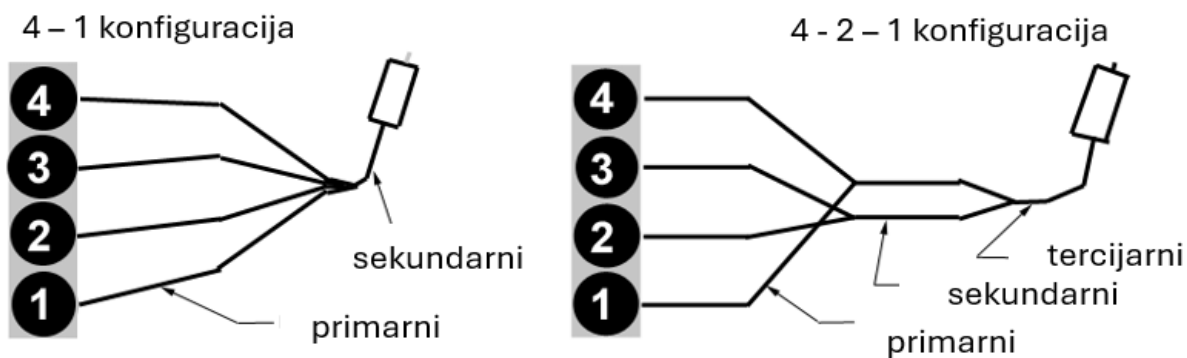 4 – 1 konfiguracija
4
3
2
1
sekundarni
primarni
4 - 2 – 1 konfiguracija
4
3
2
1
tercijarni
sekundarni
primarni